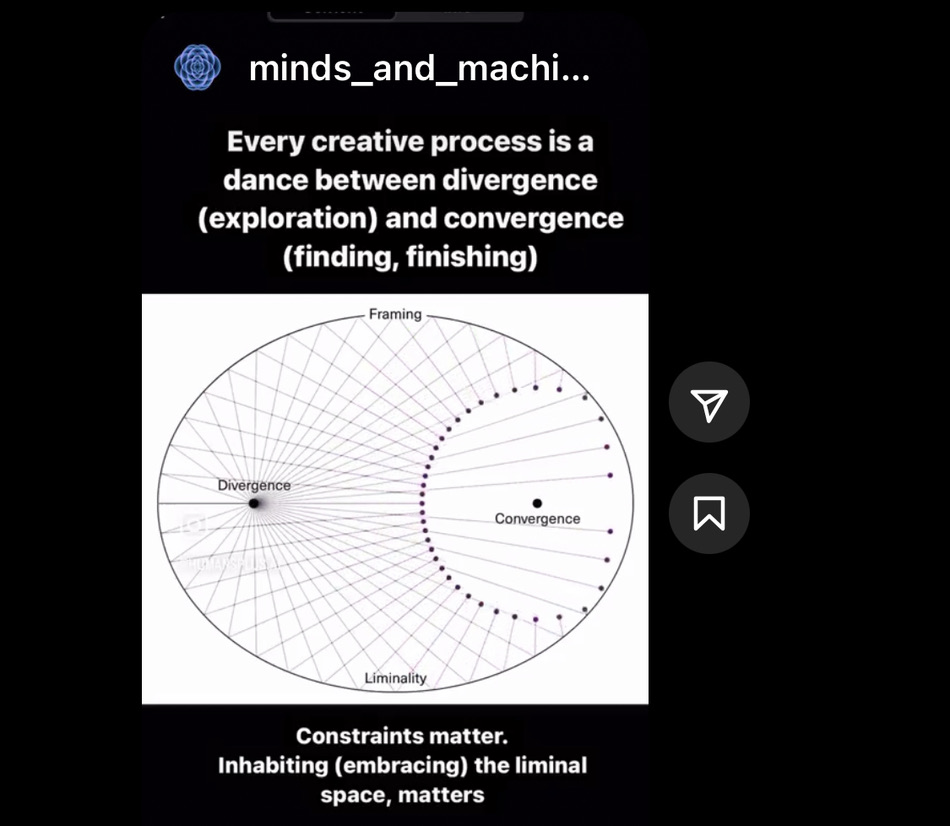 minds_and_machi...
Every creative process is a
dance between divergence
(exploration) and convergence
(finding, finishing)
Framing
Divergence
Convergence
Liminality
Constraints matter.
Inhabiting (embracing) the liminal
space, matters